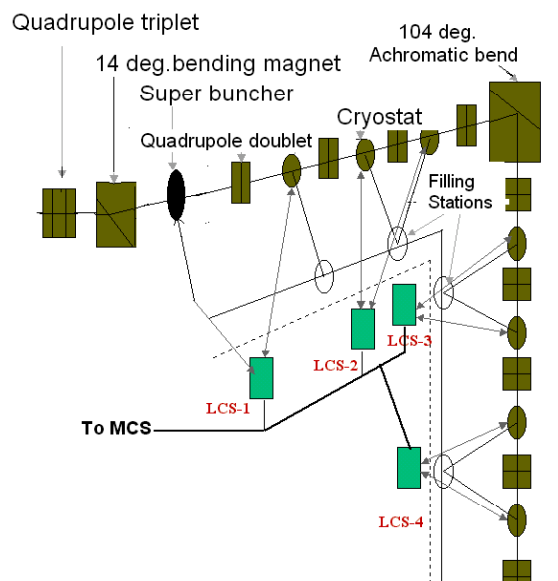 Quadrupole triplet
104 deg.
Achromatic bend
14 deg.bending magnet
Super buncher
Cryostat
Quadrupole doublet
Filling
Stations
LCS-3
LCS-2
LCS-1
To MCS
LCS-4